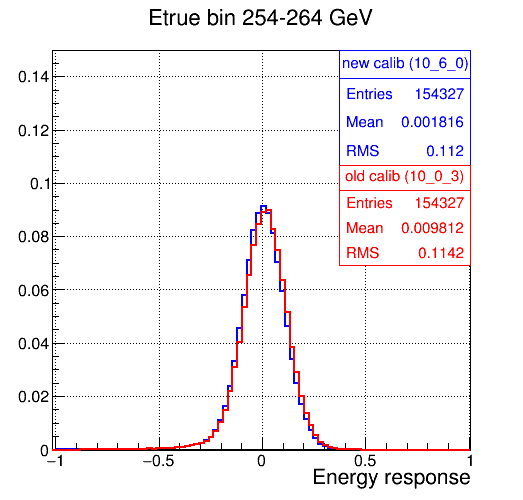 Etrue bin 254-264 GeV
new calib (10_6_0)
Entries 154327
Mean 0.001816
RMS 0.112
old calib (10_0_3)
Entries 154327
Mean 0.009812
RMS 0.1142
0.14
0.12
0.1
0.08
0.06
0.04
0.02
0
−1 −0.5 0 0.5 1
Energy response